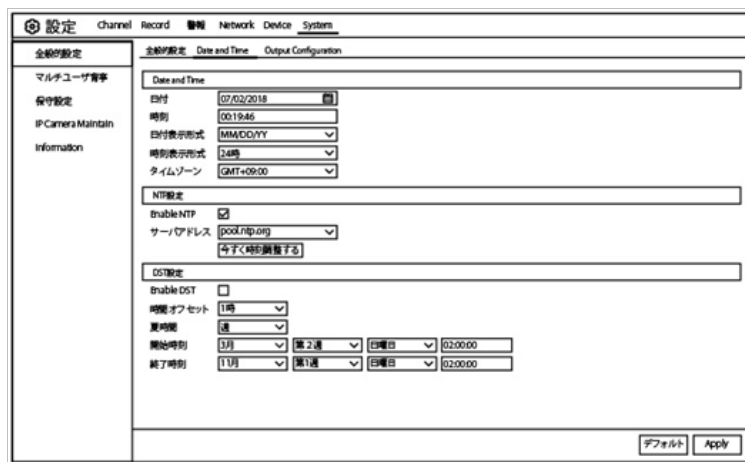 設定 Channel Record 警報 Network Device System
全般的設定
マルチユーザ
保守設定
IP Camera Maintain
Information
全般的設定 Date and Time Output Configuration
Date and Time
日付 07/02/2018
時刻 00:19:46
日付表示形式 MM/DD/YY
時刻表示形式 24時
タイムゾーン GMT+09:00
NTP設定
Enable NTP
サーバアドレス pool.ntp.org
今すぐ時刻調整する
DST設定
Enable DST
時間オフセット 1時
夏時間 週
開始時刻 3月 第2週 日曜日 02:00:00
終了時刻 11月 第1週 日曜日 02:00:00
デフォルト Apply